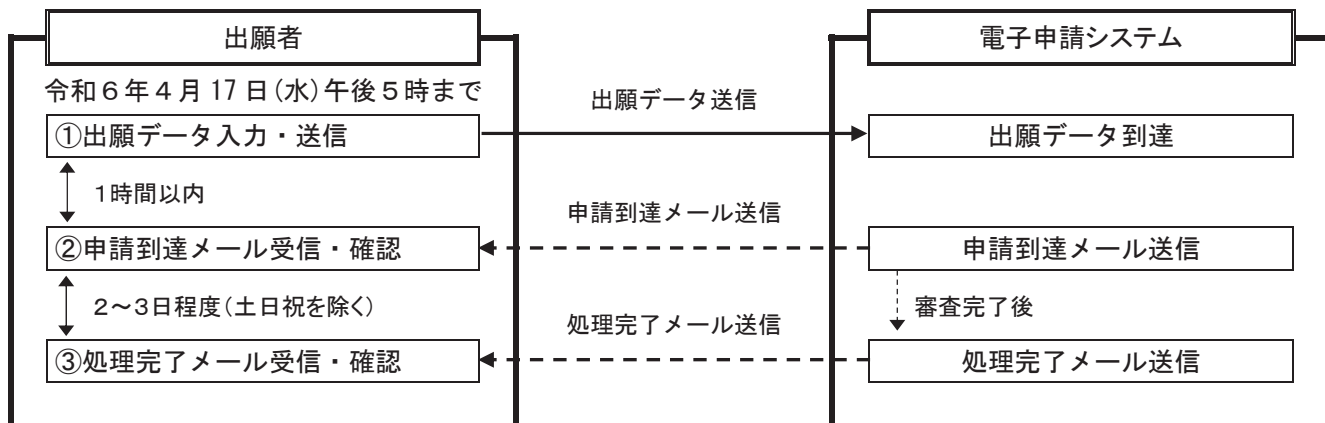 出願者
電子申請システム
令和６年４月 17 日(水)午後５時まで
出願データ送信
①出願データ入力・送信
出願データ到達
１時間以内
申請到達メール送信
②申請到達メール受信・確認
申請到達メール送信
２～３日程度(土日祝を除く)
審査完了後
処理完了メール送信
③処理完了メール受信・確認
処理完了メール送信